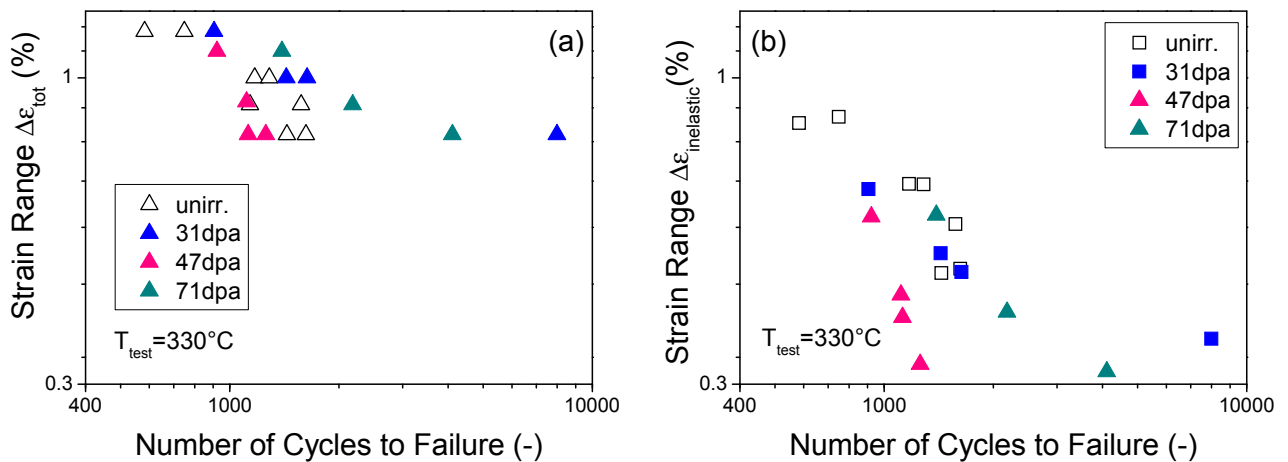 Strain Range Δε_tot (%)
1
0.3
(a)
unirr.
31dpa
47dpa
71dpa
T_test=330°C
400
1000
10000
Number of Cycles to Failure (-)
Strain Range Δε_inelastic(%)
1
0.3
(b)
unirr.
31dpa
47dpa
71dpa
T_test=330°C
400
1000
10000
Number of Cycles to Failure (-)